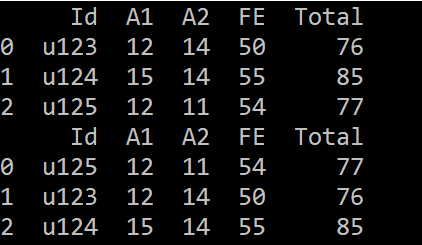 Id A1 A2 FE Total
0 u123 12 14 50 76
1 u124 15 14 55 85
2 u125 12 11 54 77
Id A1 A2 FE Total
0 u125 12 11 54 77
1 u123 12 14 50 76
2 u124 15 14 55 85